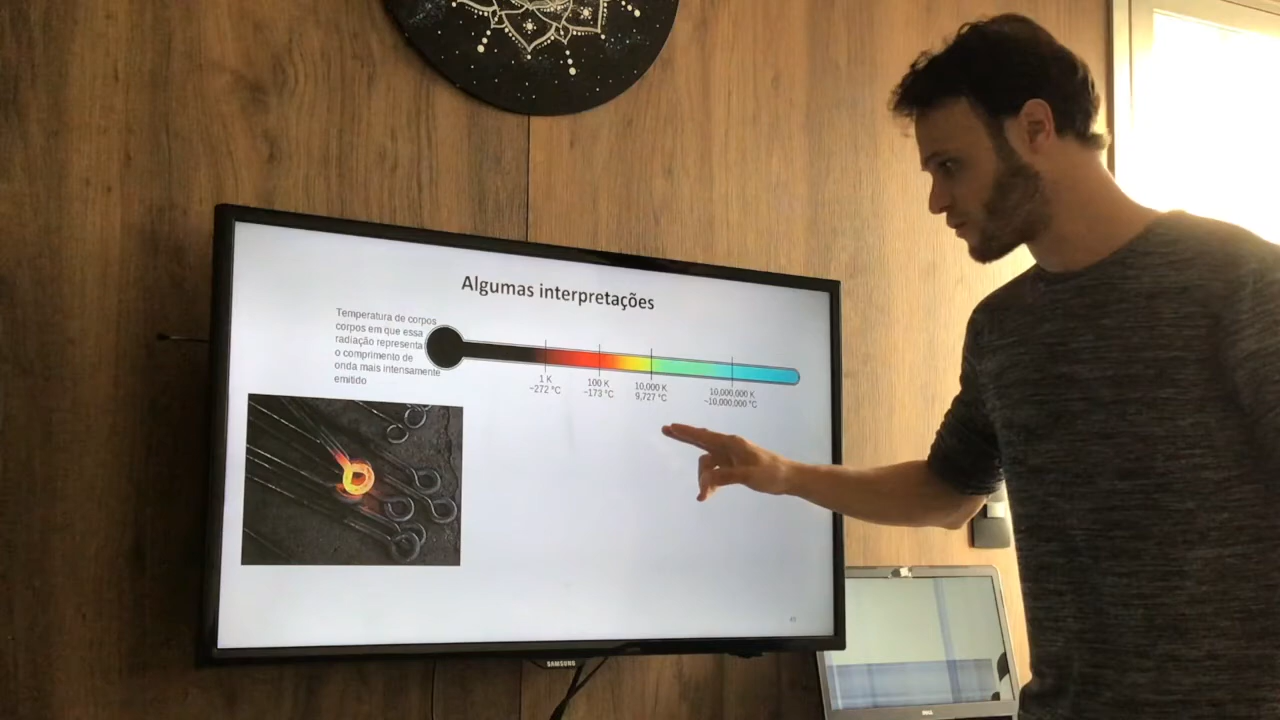 Algumas interpretações
Temperatura de corpos
corpos em que essa
radiação representa
o comprimento de
onda mais intensamente
emitido
1 K
100 K
10,000 K
10,000,000 K
−272 °C
−173 °C
9,727 °C
~10,000,000 °C
SAMSUNG
DELL